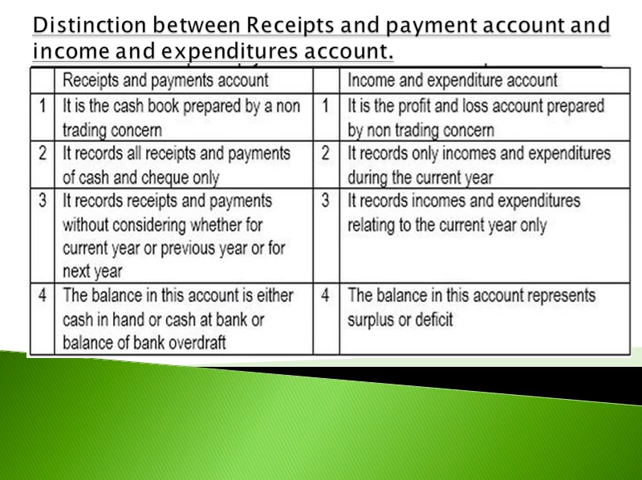 Distinction between Receipts and payment account and
income and expenditures account.
Receipts and payments account
Income and expenditure account
1 It is the cash book prepared by a non
trading concern
1 It is the profit and loss account prepared
by non trading concern
2 It records all receipts and payments
of cash and cheque only
2 It records only incomes and expenditures
during the current year
3 It records receipts and payments
without considering whether for
current year or previous year or for
next year
3 It records incomes and expenditures
relating to the current year only
4 The balance in this account is either
cash in hand or cash at bank or
balance of bank overdraft
4 The balance in this account represents
surplus or deficit